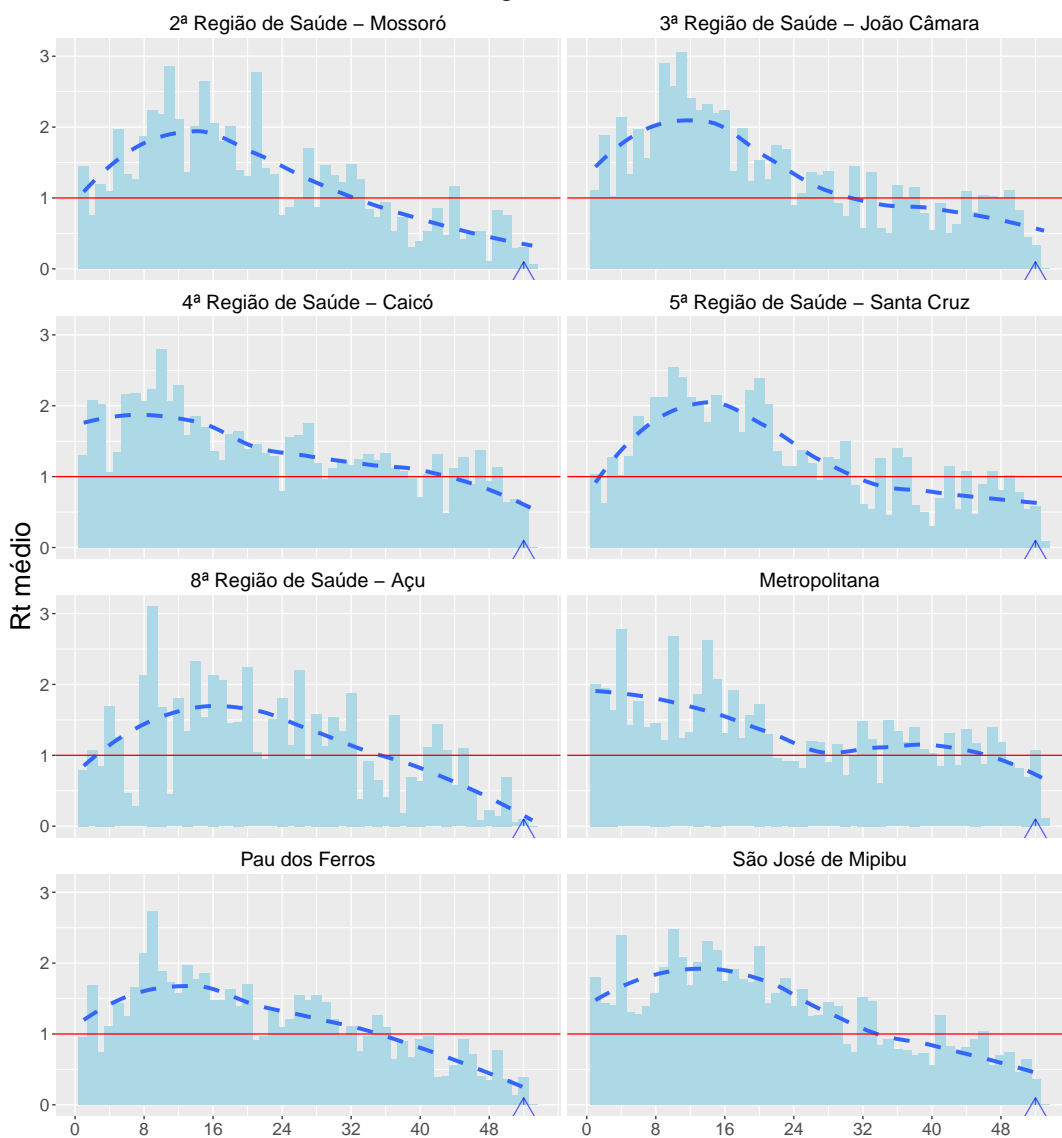 2ª Região de Saúde – Mossoró
3ª Região de Saúde – João Câmara
3
2
1
0
4ª Região de Saúde – Caicó
5ª Região de Saúde – Santa Cruz
3
2
1
0
Rt médio
8ª Região de Saúde – Açu
Metropolitana
3
2
1
0
Pau dos Ferros
São José de Mipibu
3
2
1
0
0 8 16 24 32 40 48
0 8 16 24 32 40 48